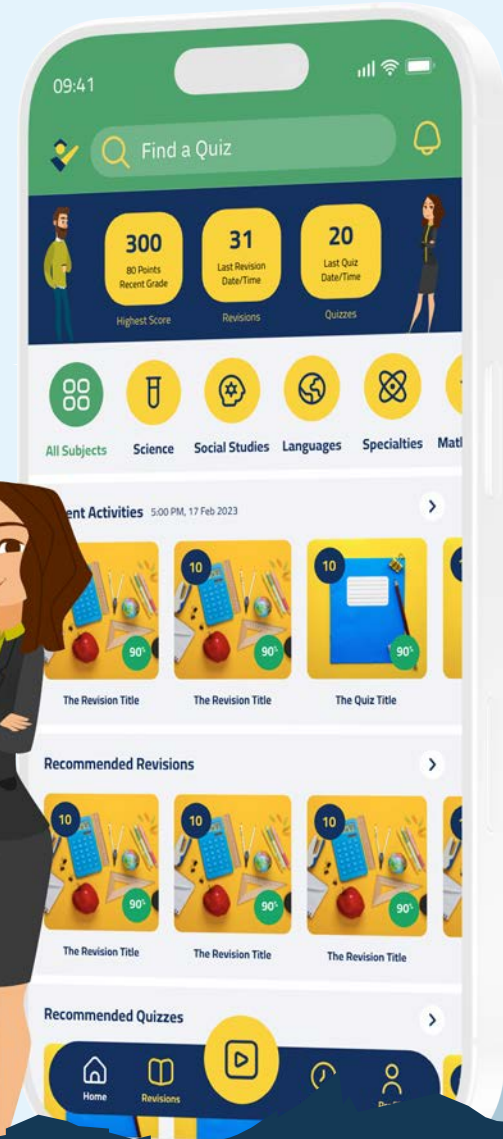 09:41
Find a Quiz
300
80 Points
Recent Grade
Highest Score
31
Last Revision
Date/Time
Revisions
20
Last Quiz
Date/Time
Quizzes
All Subjects
Science
Social Studies
Languages
Specialties
Activities 5:00 PM, 17 Feb 2023
90%
The Revision Title
10
90%
The Revision Title
10
90%
The Quiz Title
Recommended Revisions
10
90%
The Revision Title
10
90%
The Revision Title
10
90%
The Revision Title
Recommended Quizzes
Home
Revisions